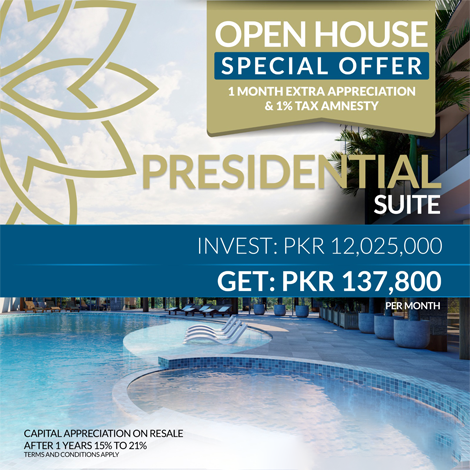 OPEN HOUSE
SPECIAL OFFER
1 MONTH EXTRA APPRECIATION
& 1% TAX AMNESTY
PRESIDENTIAL
SUITE
INVEST: PKR 12,025,000
GET: PKR 137,800
PER MONTH
CAPITAL APPRECIATION ON RESALE
AFTER 1 YEARS 15% TO 21%
TERMS AND CONDITIONS APPLY